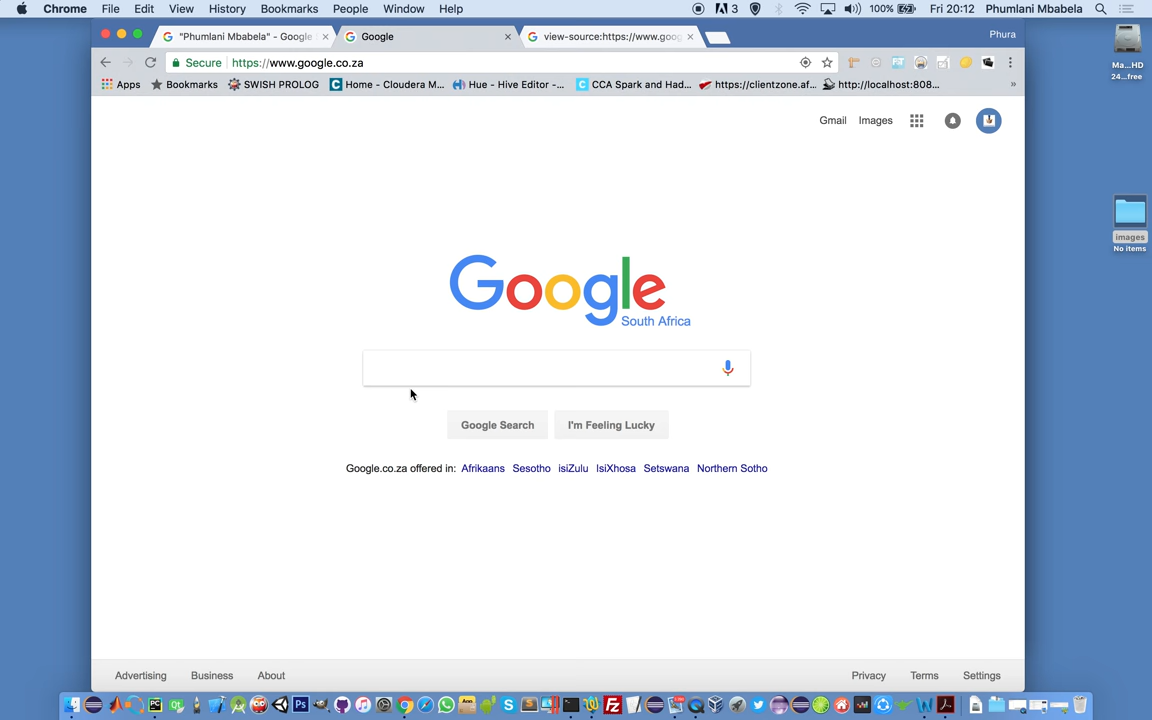 Chrome File Edit View History Bookmarks People Window Help 3 100% Fri 20:12 Phumlani Mbabela
"Phumlani Mbabela" - Google
Google
view-source:https://www.goog
Phura
Secure https://www.google.co.za
Apps Bookmarks SWISH PROLOG Home - Cloudera M... Hue - Hive Editor -... CCA Spark and Had... https://clientzone.af... http://localhost:808... »
Ma...HD
24...free
Gmail Images
images
No items
Google
South Africa
Google Search I'm Feeling Lucky
Google.co.za offered in: Afrikaans Sesotho isiZulu IsiXhosa Setswana Northern Sotho
Advertising Business About Privacy Terms Settings